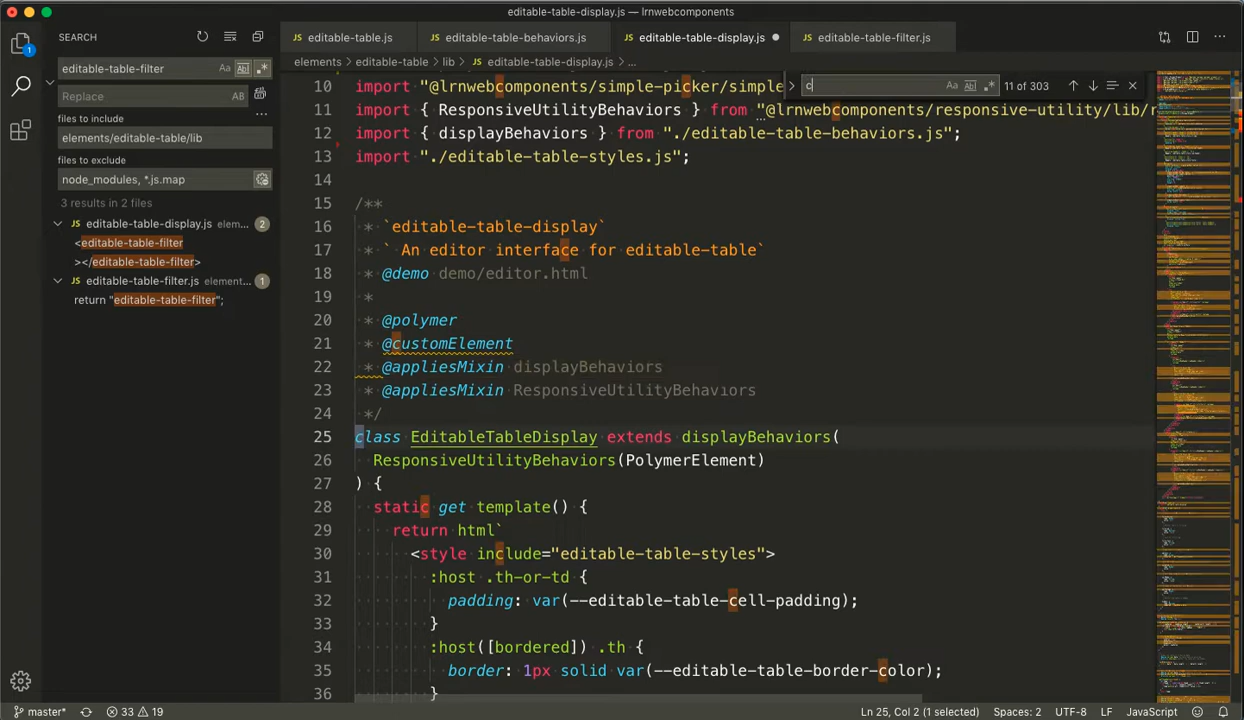 editable-table-display.js — lrnwebcomponents
SEARCH
editable-table.js
editable-table-behaviors.js
editable-table-display.js
editable-table-filter.js
elements › editable-table › lib › editable-table-display.js › ...
editable-table-filter
Replace
files to include
elements/editable-table/lib
files to exclude
node_modules, *.js.map
3 results in 2 files
editable-table-display.js elem... 2
<editable-table-filter
></editable-table-filter>
editable-table-filter.js element... 1
return "editable-table-filter";
c
11 of 303
10 import "@lrnwebcomponents/simple-picker/simple
11 import { ResponsiveUtilityBehaviors } from "@lrnwebcomponents/responsive-utility/lib/r
12 import { displayBehaviors } from "./editable-table-behaviors.js";
13 import "./editable-table-styles.js";
14
15 /**
16 * `editable-table-display`
17 * ` An editor interface for editable-table`
18 * @demo demo/editor.html
19 *
20 * @polymer
21 * @customElement
22 * @appliesMixin displayBehaviors
23 * @appliesMixin ResponsiveUtilityBehaviors
24 */
25 class EditableTableDisplay extends displayBehaviors(
26 ResponsiveUtilityBehaviors(PolymerElement)
27 ) {
28 static get template() {
29 return html`
30 <style include="editable-table-styles">
31 :host .th-or-td {
32 padding: var(--editable-table-cell-padding);
33 }
34 :host([bordered]) .th {
35 border: 1px solid var(--editable-table-border-color);
36 }
master* 33 19
Ln 25, Col 2 (1 selected) Spaces: 2 UTF-8 LF JavaScript